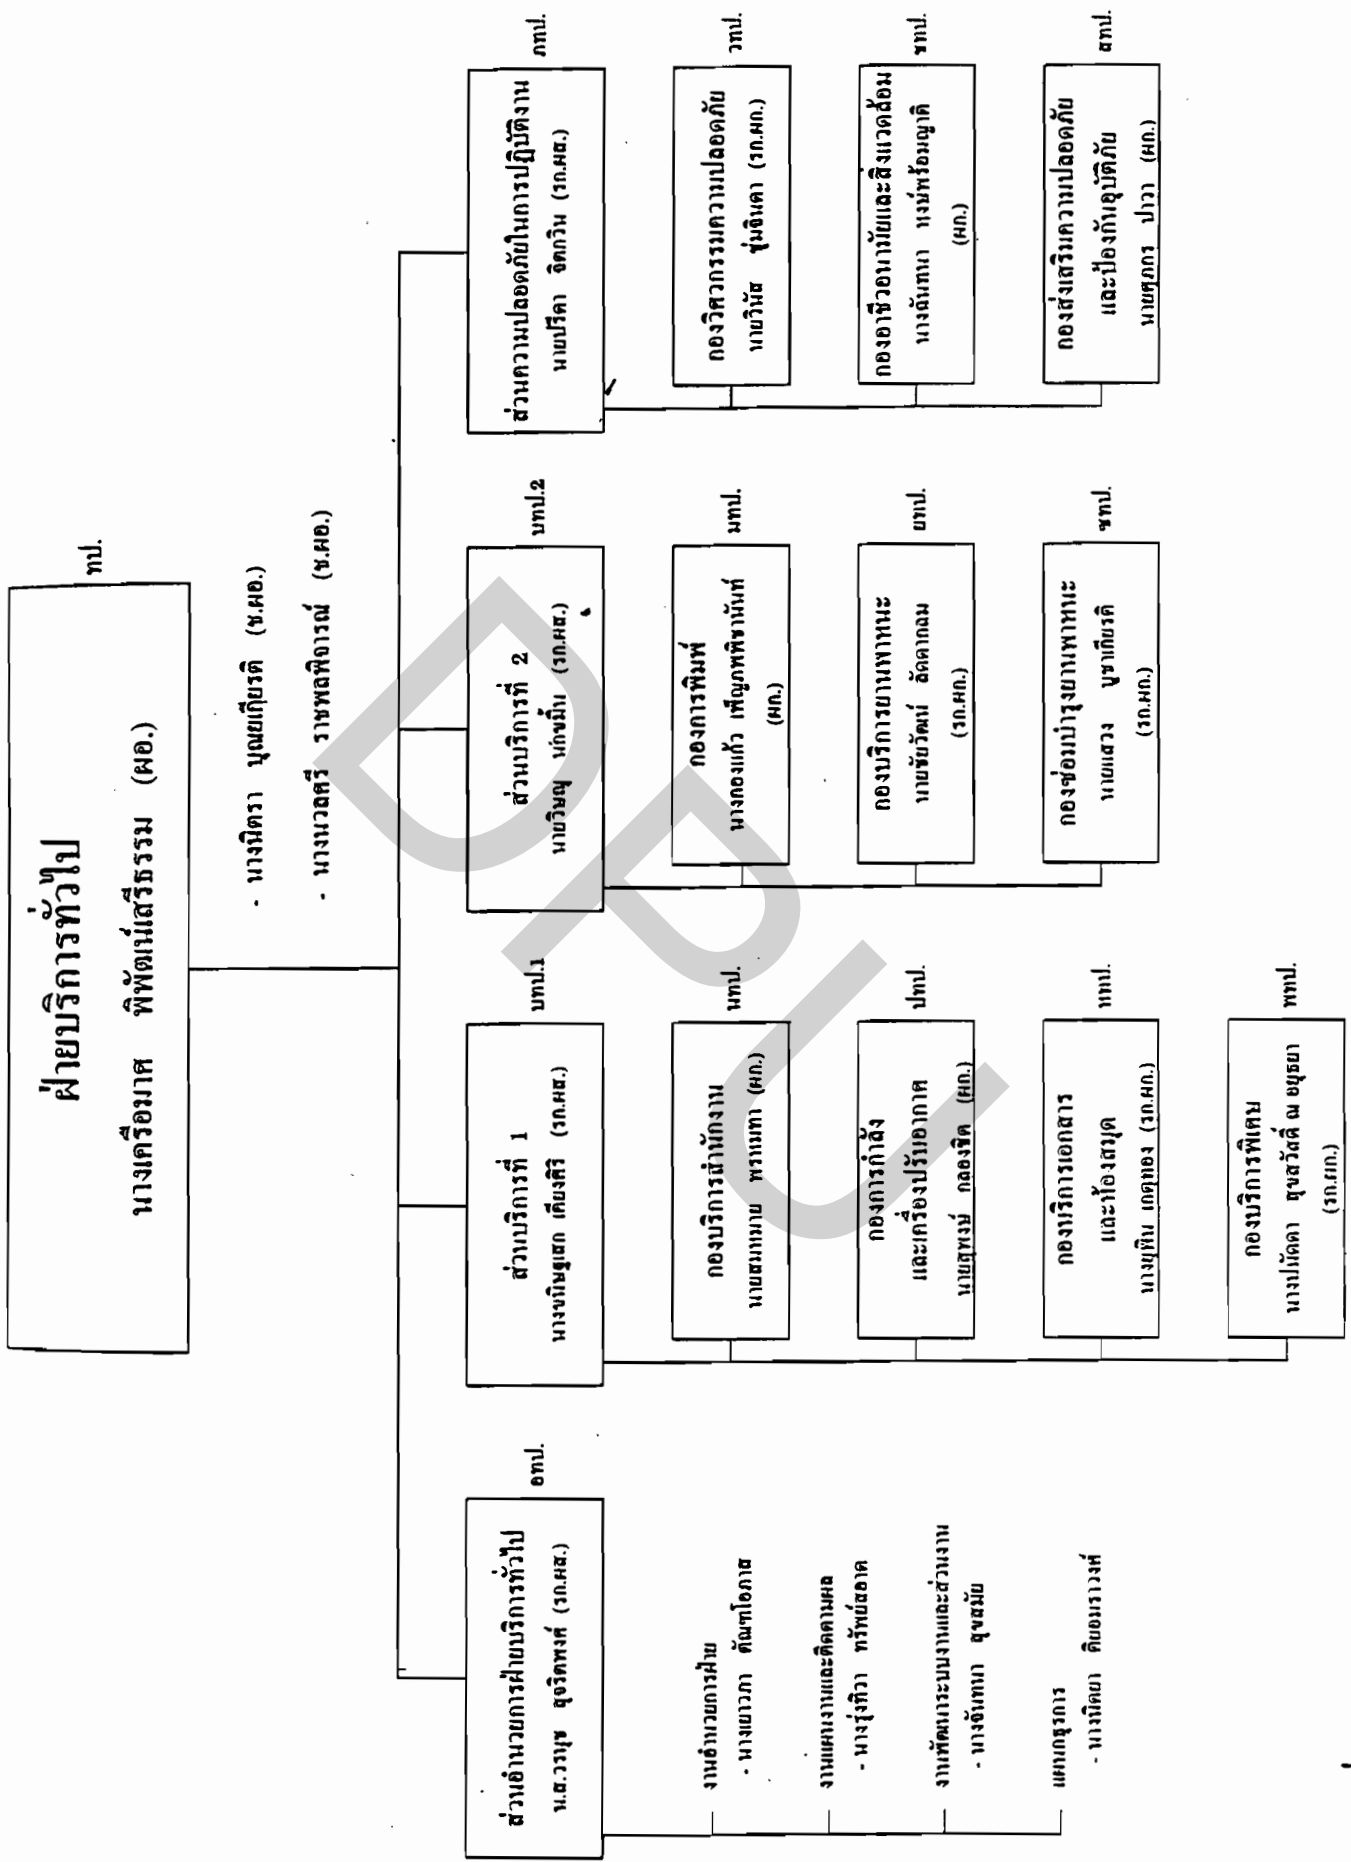 ฝ่ายบริการทั่วไป
นางเครือมาศ พิพัฒน์เสรีธรรม (ผอ.)
ทป.
- นางนิตรา บุณยเกียรติ (ช.ผอ.)
- นางนวลศรี ราชพลพิจารณ์ (ช.ผอ.)
ส่วนอำนวยการฝ่ายบริการทั่วไป
น.ส.วรนุช สุจริตพงศ์ (รก.ผส.)
อทป.
งานอำนวยการฝ่าย
- นางเยาวภา ตัณฑโอภาส
งานแผนงานและติดตามผล
- นางรุ่งทิวา ทรัพย์สอาด
งานพัฒนาระบบงานและส่วนงาน
- นางจันทนา สุขสมัย
แผนกธุรการ
- นางนิตยา ติยอมราวงศ์
ส่วนบริการที่ 1
นางขนิษฐเสก เคียงศิริ (รก.ผส.)
บทป.1
กองบริการสำนักงาน
นายสมหมาย พรหมทา (ผก.)
นทป.
กองการกำลัง
และเครื่องปรับอากาศ
นายสุพงษ์ กลองชิต (ผก.)
ปทป.
กองบริการเอกสาร
และห้องสมุด
นางยุพิน เกตุทอง (รก.ผก.)
หทป.
กองบริการพิเศษ
นางปนัดดา สุขสวัสดิ์ ณ อยุธยา
(รก.ผก.)
พทป.
ส่วนบริการที่ 2
นายวิษณุ นกขมิ้น (รก.ผส.)
บทป.2
กองการพิมพ์
นางกองแก้ว เพ็ญภพพิชานันท์
(ผก.)
มทป.
กองบริการยานพาหนะ
นายชัยวัฒน์ ลัดดากลม
(รก.ผก.)
ยทป.
กองซ่อมบำรุงยานพาหนะ
นายแสวง บูชาเกียรติ
(รก.ผก.)
ซทป.
ส่วนความปลอดภัยในการปฏิบัติงาน
นายปรีดา จิตกวิน (รก.ผส.)
ภทป.
กองวิศวกรรมความปลอดภัย
นายวินัส ชุ่มจินดา (รก.ผก.)
วทป.
กองอาชีวอนามัยและสิ่งแวดล้อม
นางฉันทนา หงษ์พร้อมญาติ
(ผก.)
ชทป.
กองส่งเสริมความปลอดภัย
และป้องกันอุบัติภัย
นายศุภกร ปาวา (ผก.)
สทป.
DPU